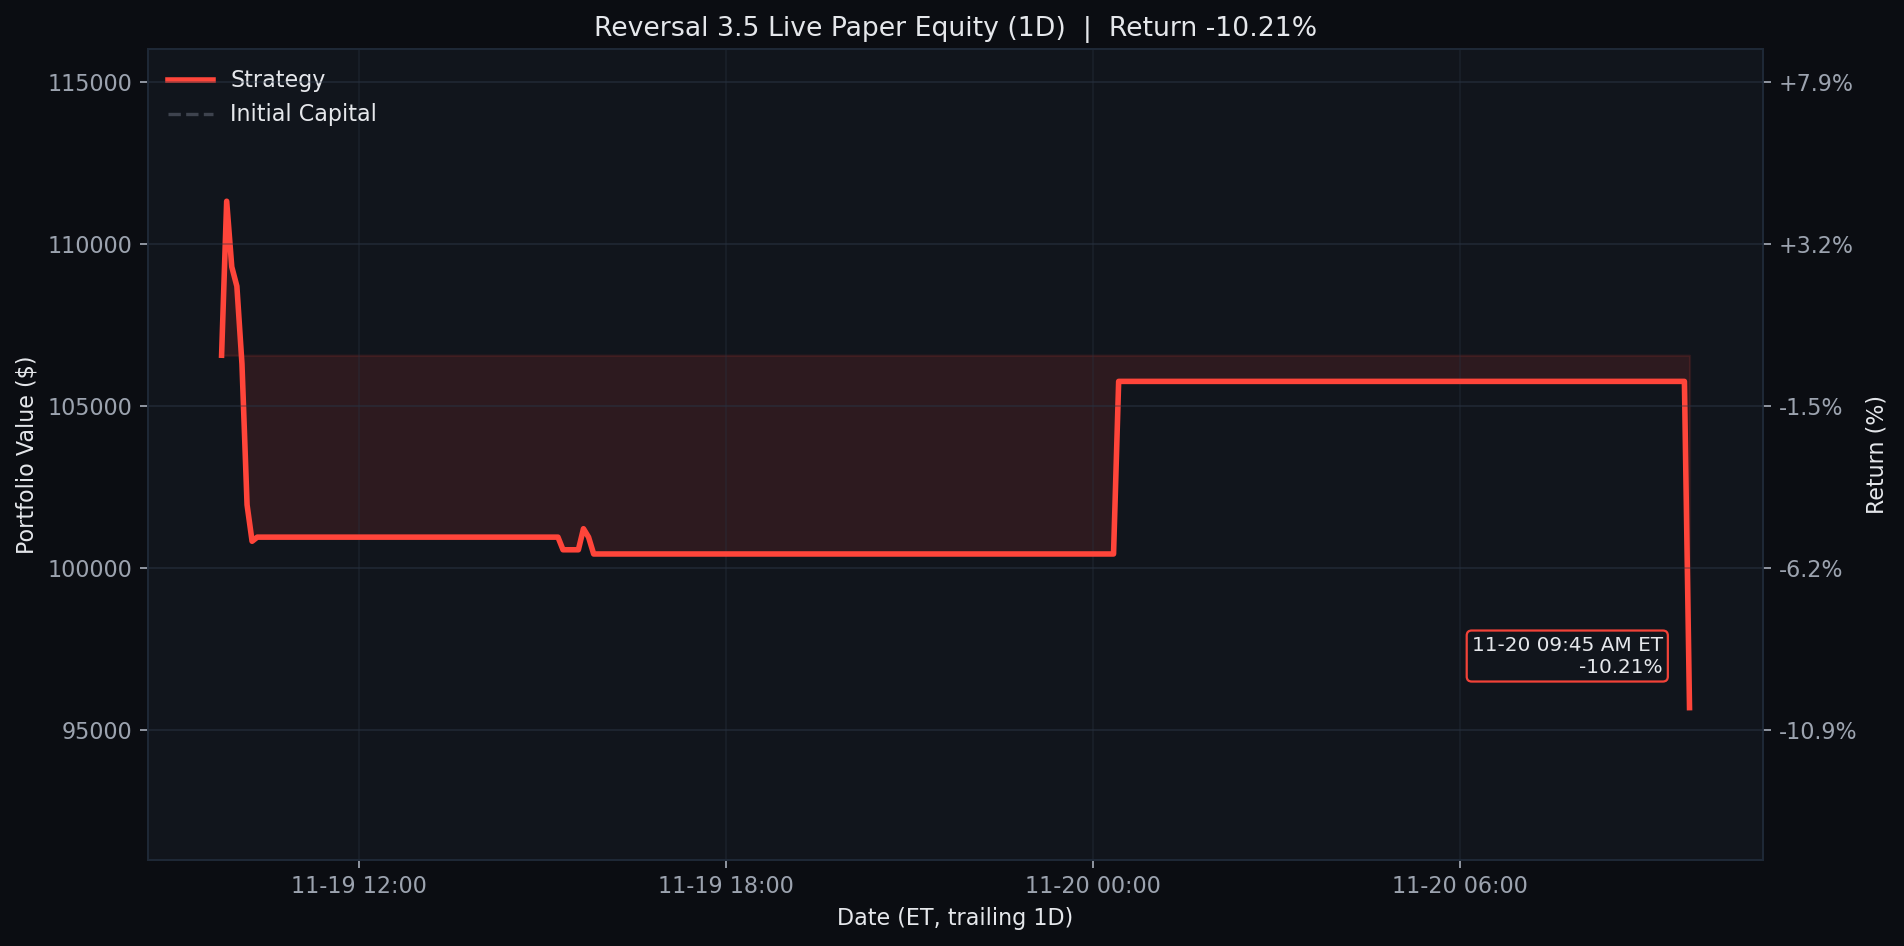 Reversal 3.5 Live Paper Equity (1D) | Return -10.21%
Strategy
Initial Capital
Portfolio Value ($)
115000
110000
105000
100000
95000
+7.9%
+3.2%
-1.5%
-6.2%
-10.9%
Return (%)
11-20 09:45 AM ET
-10.21%
11-19 12:00
11-19 18:00
11-20 00:00
11-20 06:00
Date (ET, trailing 1D)